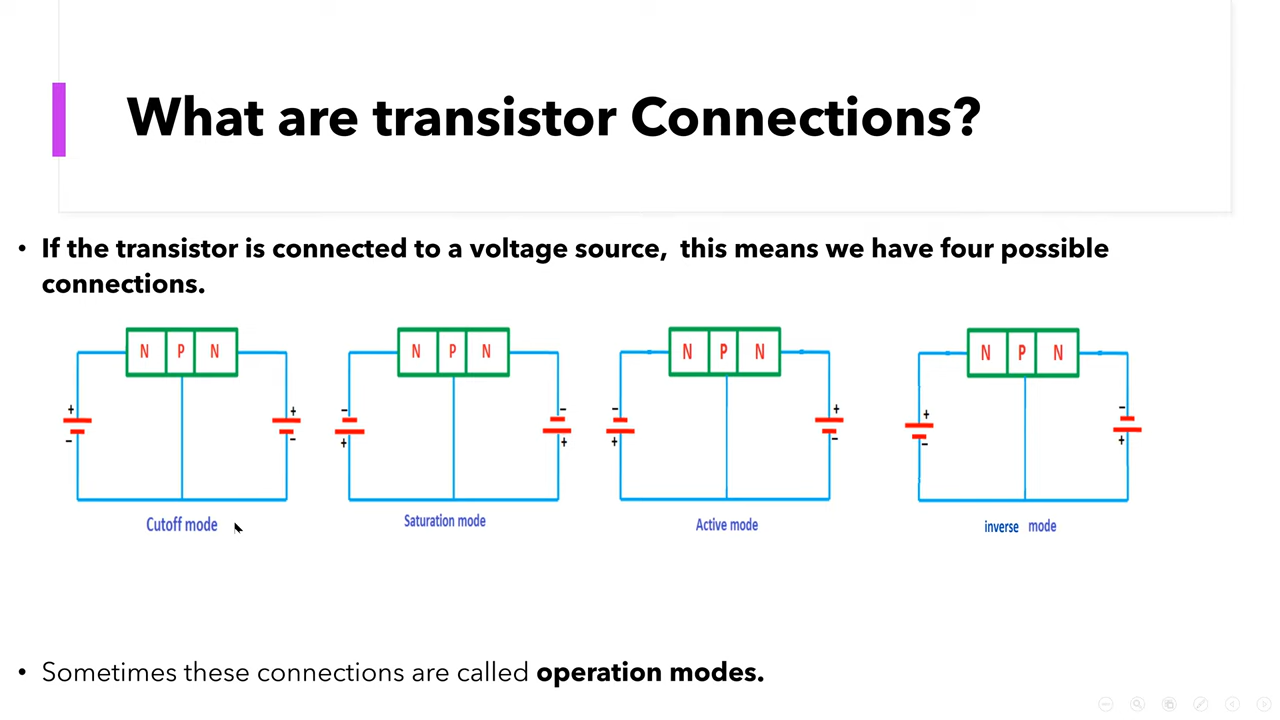 What are transistor Connections?
• If the transistor is connected to a voltage source, this means we have four possible
connections.
N P N
N P N
N P N
N P N
+ + - - - + + -
- - + + + - - +
Cutoff mode
Saturation mode
Active mode
inverse mode
• Sometimes these connections are called operation modes.